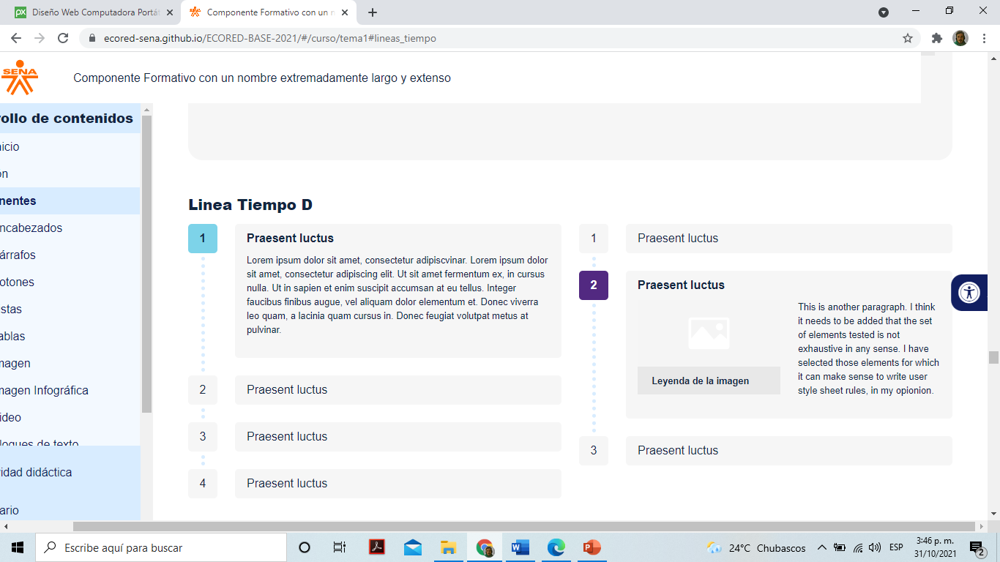 Diseño Web Computadora Portát
Componente Formativo con un n
ecored-sena.github.io/ECORED-BASE-2021/#/curso/tema1#lineas_tiempo
SENA
Componente Formativo con un nombre extremadamente largo y extenso
rollo de contenidos
nicio
ón
nentes
ncabezados
árrafos
otones
stas
ablas
magen
magen Infográfica
ideo
loques de texto
vidad didáctica
ario
Linea Tiempo D
1
Praesent luctus
Lorem ipsum dolor sit amet, consectetur adipiscvinar. Lorem ipsum dolor
sit amet, consectetur adipiscing elit. Ut sit amet fermentum ex, in cursus
nulla. Ut in sapien et enim suscipit accumsan at eu tellus. Integer
faucibus finibus augue, vel aliquam dolor elementum et. Donec viverra
leo quam, a lacinia quam cursus in. Donec feugiat volutpat metus at
pulvinar.
2
Praesent luctus
3
Praesent luctus
4
Praesent luctus
1
Praesent luctus
2
Praesent luctus
Leyenda de la imagen
This is another paragraph. I think
it needs to be added that the set
of elements tested is not
exhaustive in any sense. I have
selected those elements for which
it can make sense to write user
style sheet rules, in my opionion.
3
Praesent luctus
Escribe aquí para buscar
24°C Chubascos
ESP
3:46 p. m.
31/10/2021
2